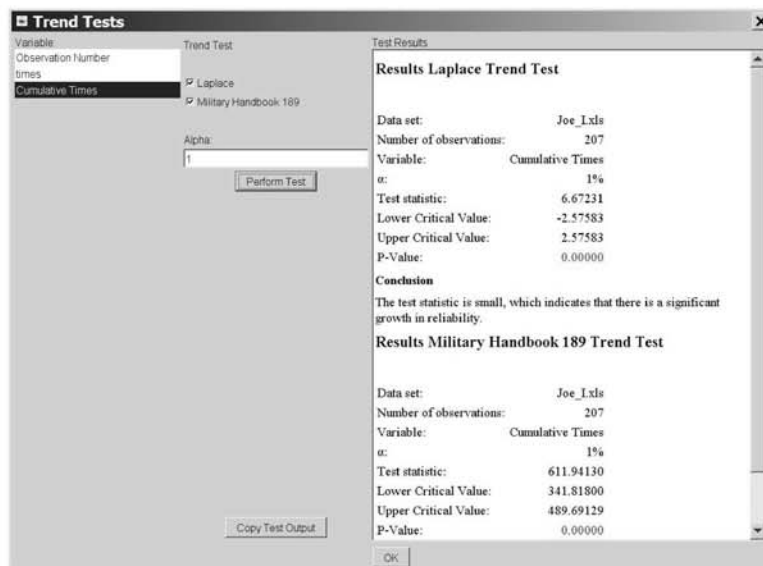 Trend Tests
Variable
Observation Number
times
Cumulative Times
Trend Test
Laplace
Military Handbook 189
Alpha:
1
Perform Test
Copy Test Output
Test Results
Results Laplace Trend Test
Data set: Joe_Lxls
Number of observations: 207
Variable: Cumulative Times
α: 1%
Test statistic: 6.67231
Lower Critical Value: -2.57583
Upper Critical Value: 2.57583
P-Value: 0.00000
Conclusion
The test statistic is small, which indicates that there is a significant
growth in reliability.
Results Military Handbook 189 Trend Test
Data set: Joe_Lxls
Number of observations: 207
Variable: Cumulative Times
α: 1%
Test statistic: 611.94130
Lower Critical Value: 341.81800
Upper Critical Value: 489.69129
P-Value: 0.00000
OK